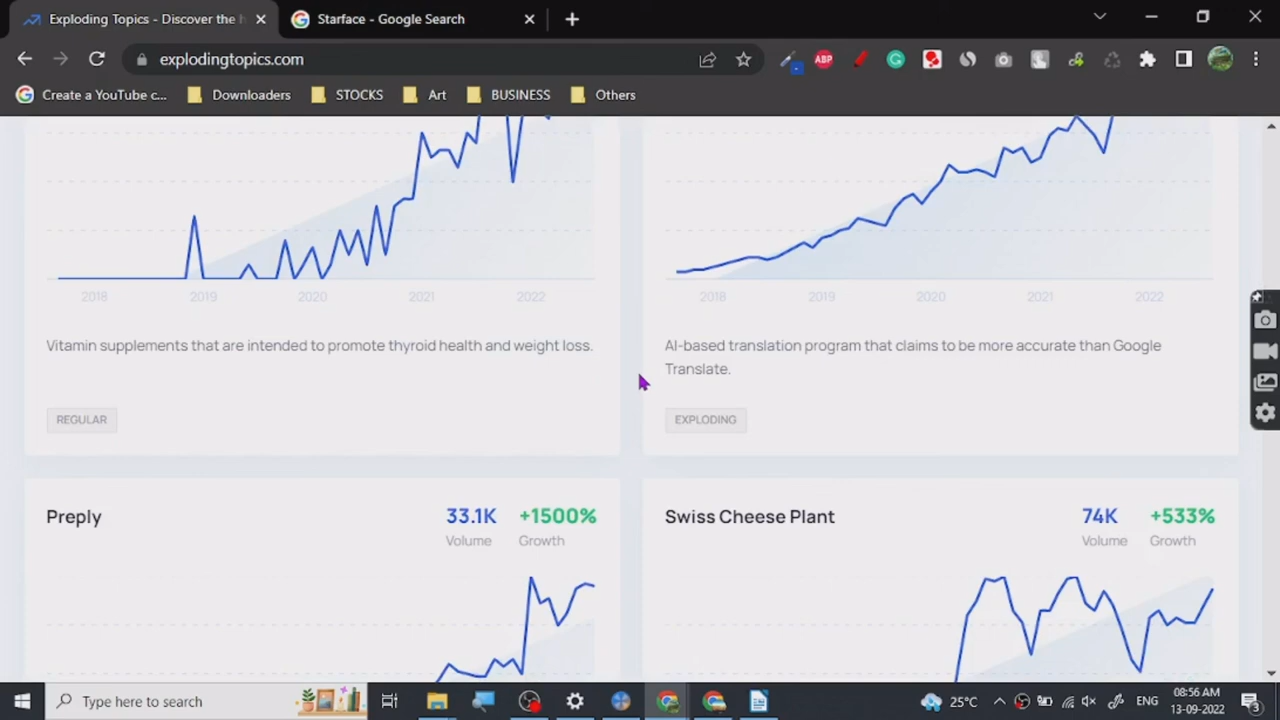 Exploding Topics - Discover the h
Starface - Google Search
explodingtopics.com
ABP
Create a YouTube c...
Downloaders
STOCKS
Art
BUSINESS
Others
2018 2019 2020 2021 2022
2018 2019 2020 2021 2022
Vitamin supplements that are intended to promote thyroid health and weight loss.
AI-based translation program that claims to be more accurate than Google
Translate.
REGULAR
EXPLODING
Preply
33.1K +1500%
Volume Growth
Swiss Cheese Plant
74K +533%
Volume Growth
Type here to search
25°C
ENG
08:56 AM
13-09-2022
3